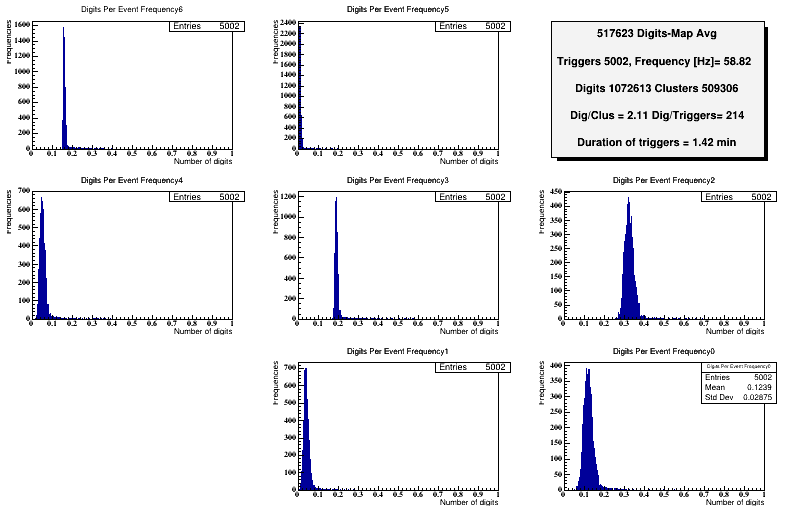 Digits Per Event Frequency6
Entries 5002
Frequencies
1600
1400
1200
1000
800
600
400
200
0
0 0.1 0.2 0.3 0.4 0.5 0.6 0.7 0.8 0.9 1
Number of digits
Digits Per Event Frequency5
Entries 5002
Frequencies
2400
2200
2000
1800
1600
1400
1200
1000
800
600
400
200
0
0 0.1 0.2 0.3 0.4 0.5 0.6 0.7 0.8 0.9 1
Number of digits
517623 Digits-Map Avg
Triggers 5002, Frequency [Hz]= 58.82
Digits 1072613 Clusters 509306
Dig/Clus = 2.11 Dig/Triggers= 214
Duration of triggers = 1.42 min
Digits Per Event Frequency4
Entries 5002
Frequencies
700
600
500
400
300
200
100
0
0 0.1 0.2 0.3 0.4 0.5 0.6 0.7 0.8 0.9 1
Number of digits
Digits Per Event Frequency3
Entries 5002
Frequencies
1200
1000
800
600
400
200
0
0 0.1 0.2 0.3 0.4 0.5 0.6 0.7 0.8 0.9 1
Number of digits
Digits Per Event Frequency2
Entries 5002
Frequencies
450
400
350
300
250
200
150
100
50
0
0 0.1 0.2 0.3 0.4 0.5 0.6 0.7 0.8 0.9 1
Number of digits
Digits Per Event Frequency1
Entries 5002
Frequencies
700
600
500
400
300
200
100
0
0 0.1 0.2 0.3 0.4 0.5 0.6 0.7 0.8 0.9 1
Number of digits
Digits Per Event Frequency0
Digits Per Event Frequency0
Entries 5002
Mean 0.1239
Std Dev 0.02875
Frequencies
400
350
300
250
200
150
100
50
0
0 0.1 0.2 0.3 0.4 0.5 0.6 0.7 0.8 0.9 1
Number of digits